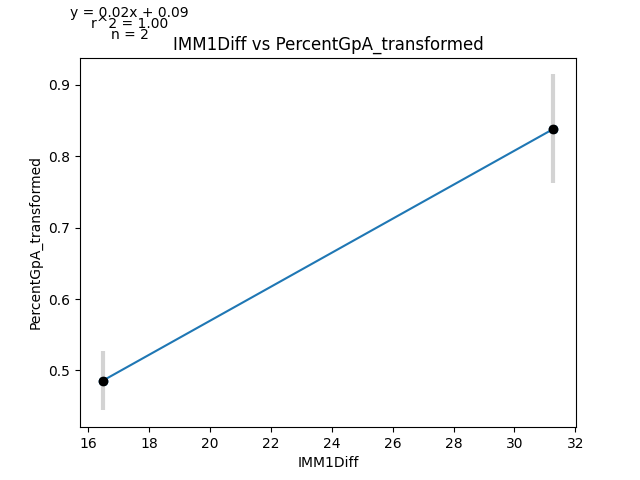 y = 0.02x + 0.09
r^2 = 1.00
n = 2
IMM1Diff vs PercentGpA_transformed
PercentGpA_transformed
0.9
0.8
0.7
0.6
0.5
16 18 20 22 24 26 28 30 32
IMM1Diff